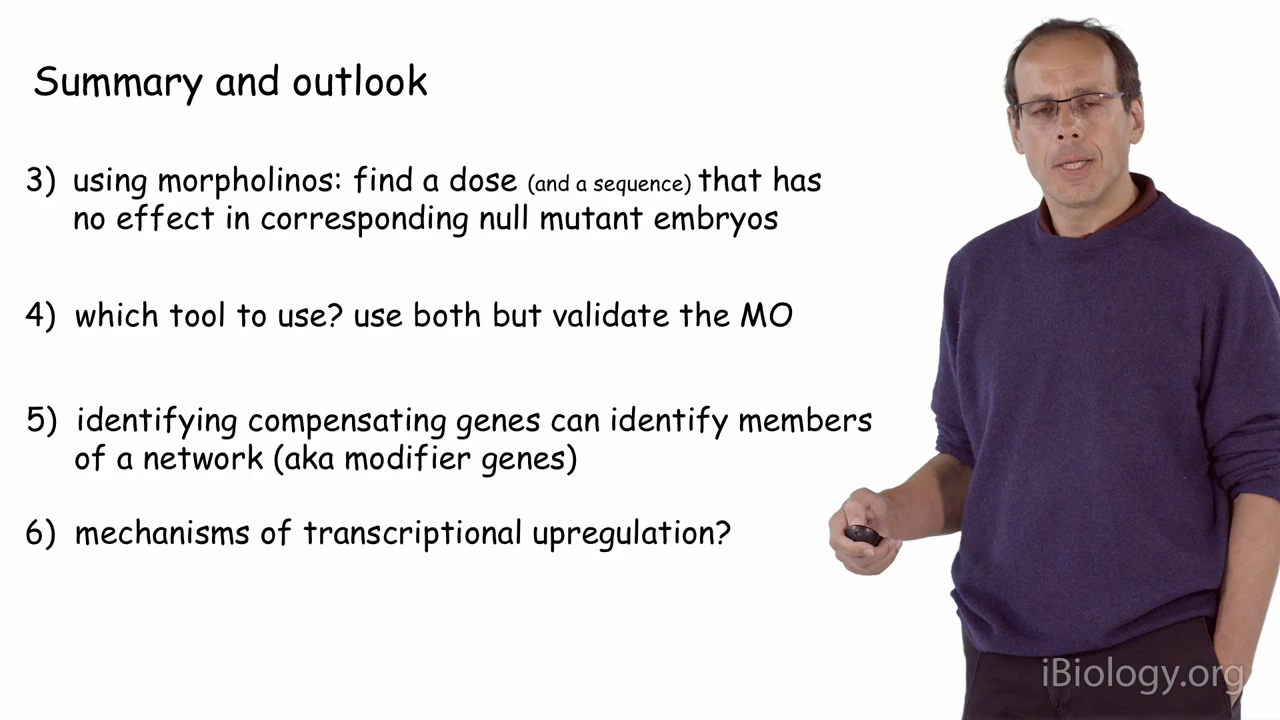 Summary and outlook
3) using morpholinos: find a dose (and a sequence) that has
no effect in corresponding null mutant embryos
4) which tool to use? use both but validate the MO
5) identifying compensating genes can identify members
of a network (aka modifier genes)
6) mechanisms of transcriptional upregulation?
iBiology.org